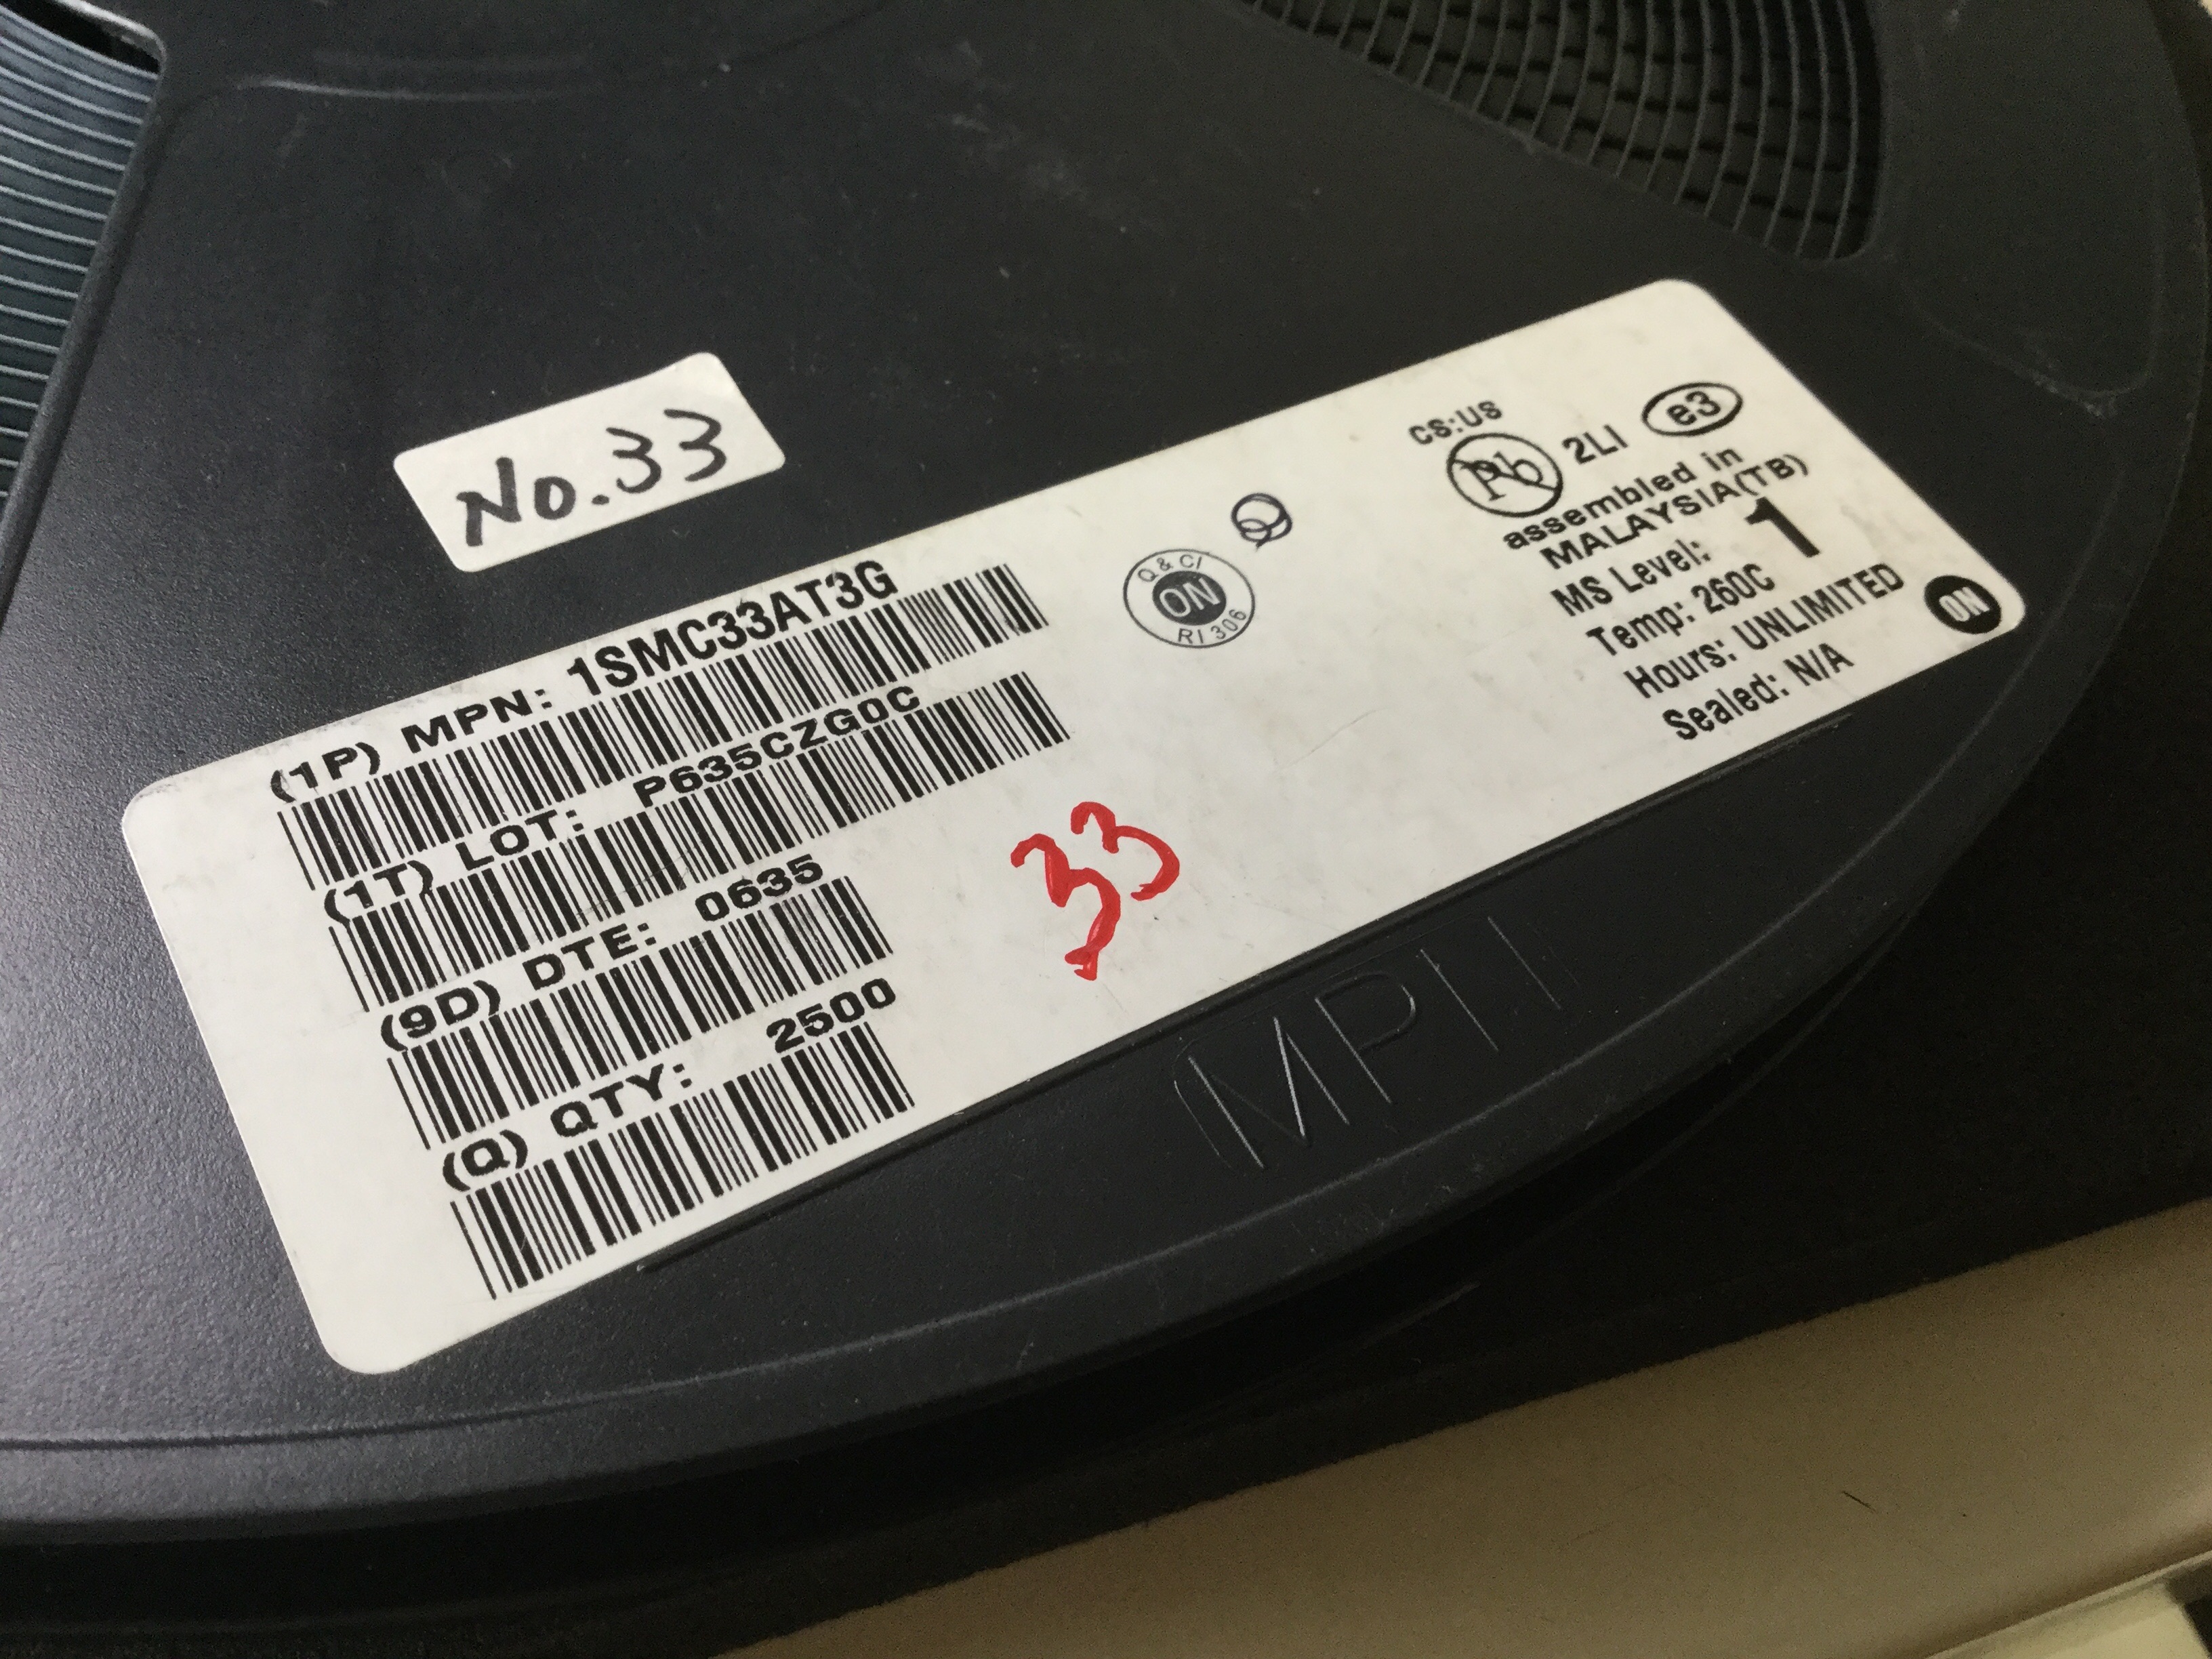 No.33
(1P) MPN: 1SMC33AT3G
(1T) LOT: P635CZG0C
(9D) DTE: 0635
(Q) QTY: 2500
Q & CI
ON
RI 306
33
CS:US
Pb 2LI e3
assembled in
MALAYSIA(TB)
MS Level: 1
Temp: 260C
Hours: UNLIMITED
Sealed: N/A
ON
MPI I